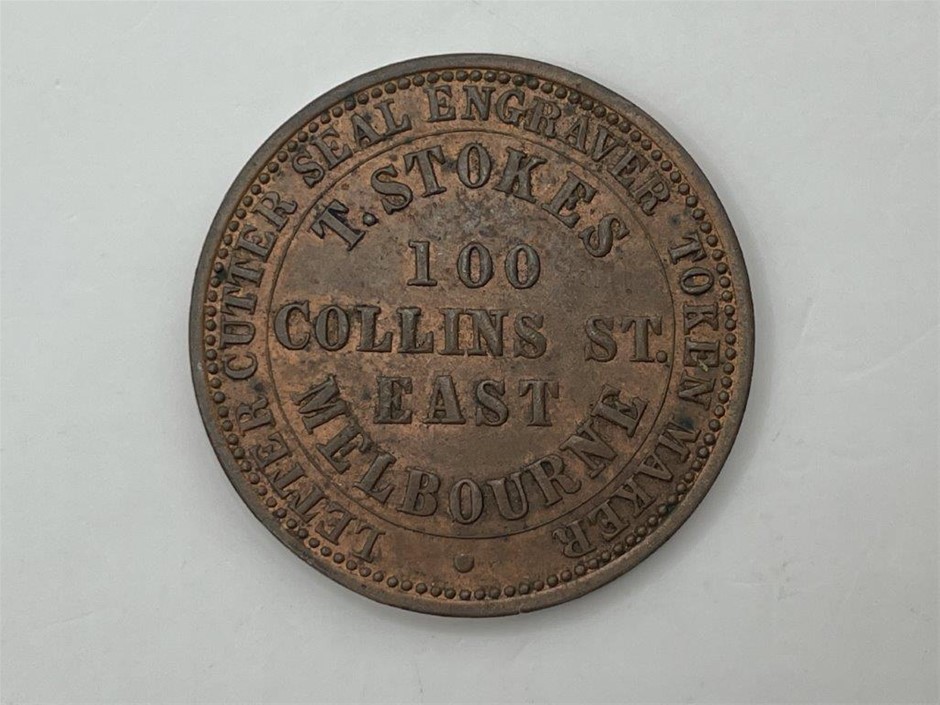 LETTER CUTTER SEAL ENGRAVER TOKEN MAKER
T. STOKES
100
COLLINS ST.
EAST
MELBOURNE